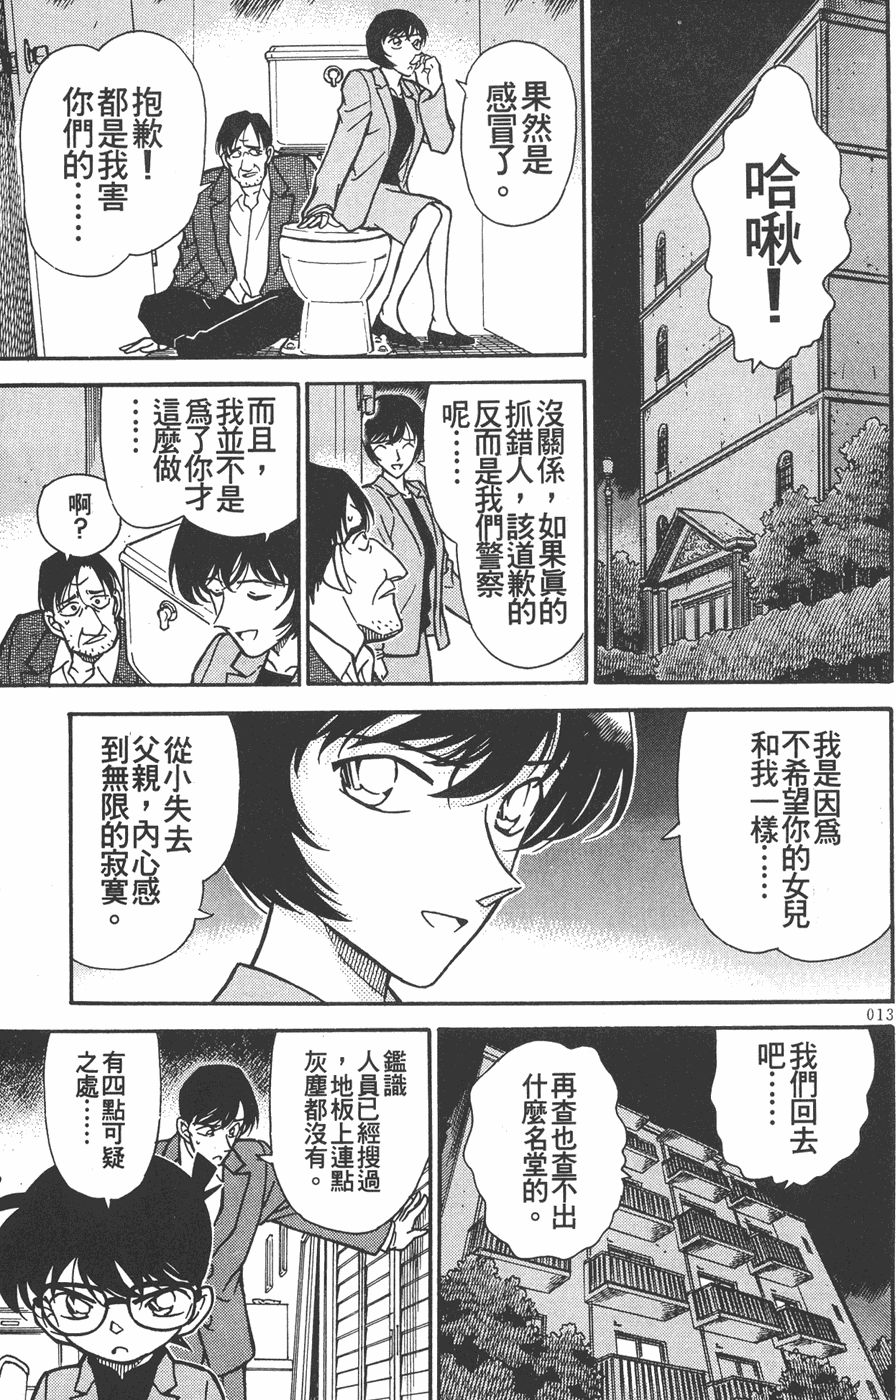 哈啾！
果然是
感冒了。
抱歉！
都是我害
你們的……
沒關係，如果真的
抓錯人，該道歉的
反而是我們警察
呢……
而且，
我並不是
爲了你才
這麼做
……
啊？
我是因爲
不希望你的女兒
和我一樣……
從小失去
父親，內心感
到無限的寂寞。
013
我們回去
吧……
再查也查不出
什麼名堂的。
鑑識
人員已經搜過
，地板上連點
灰塵都沒有。
有四點可疑
之處……